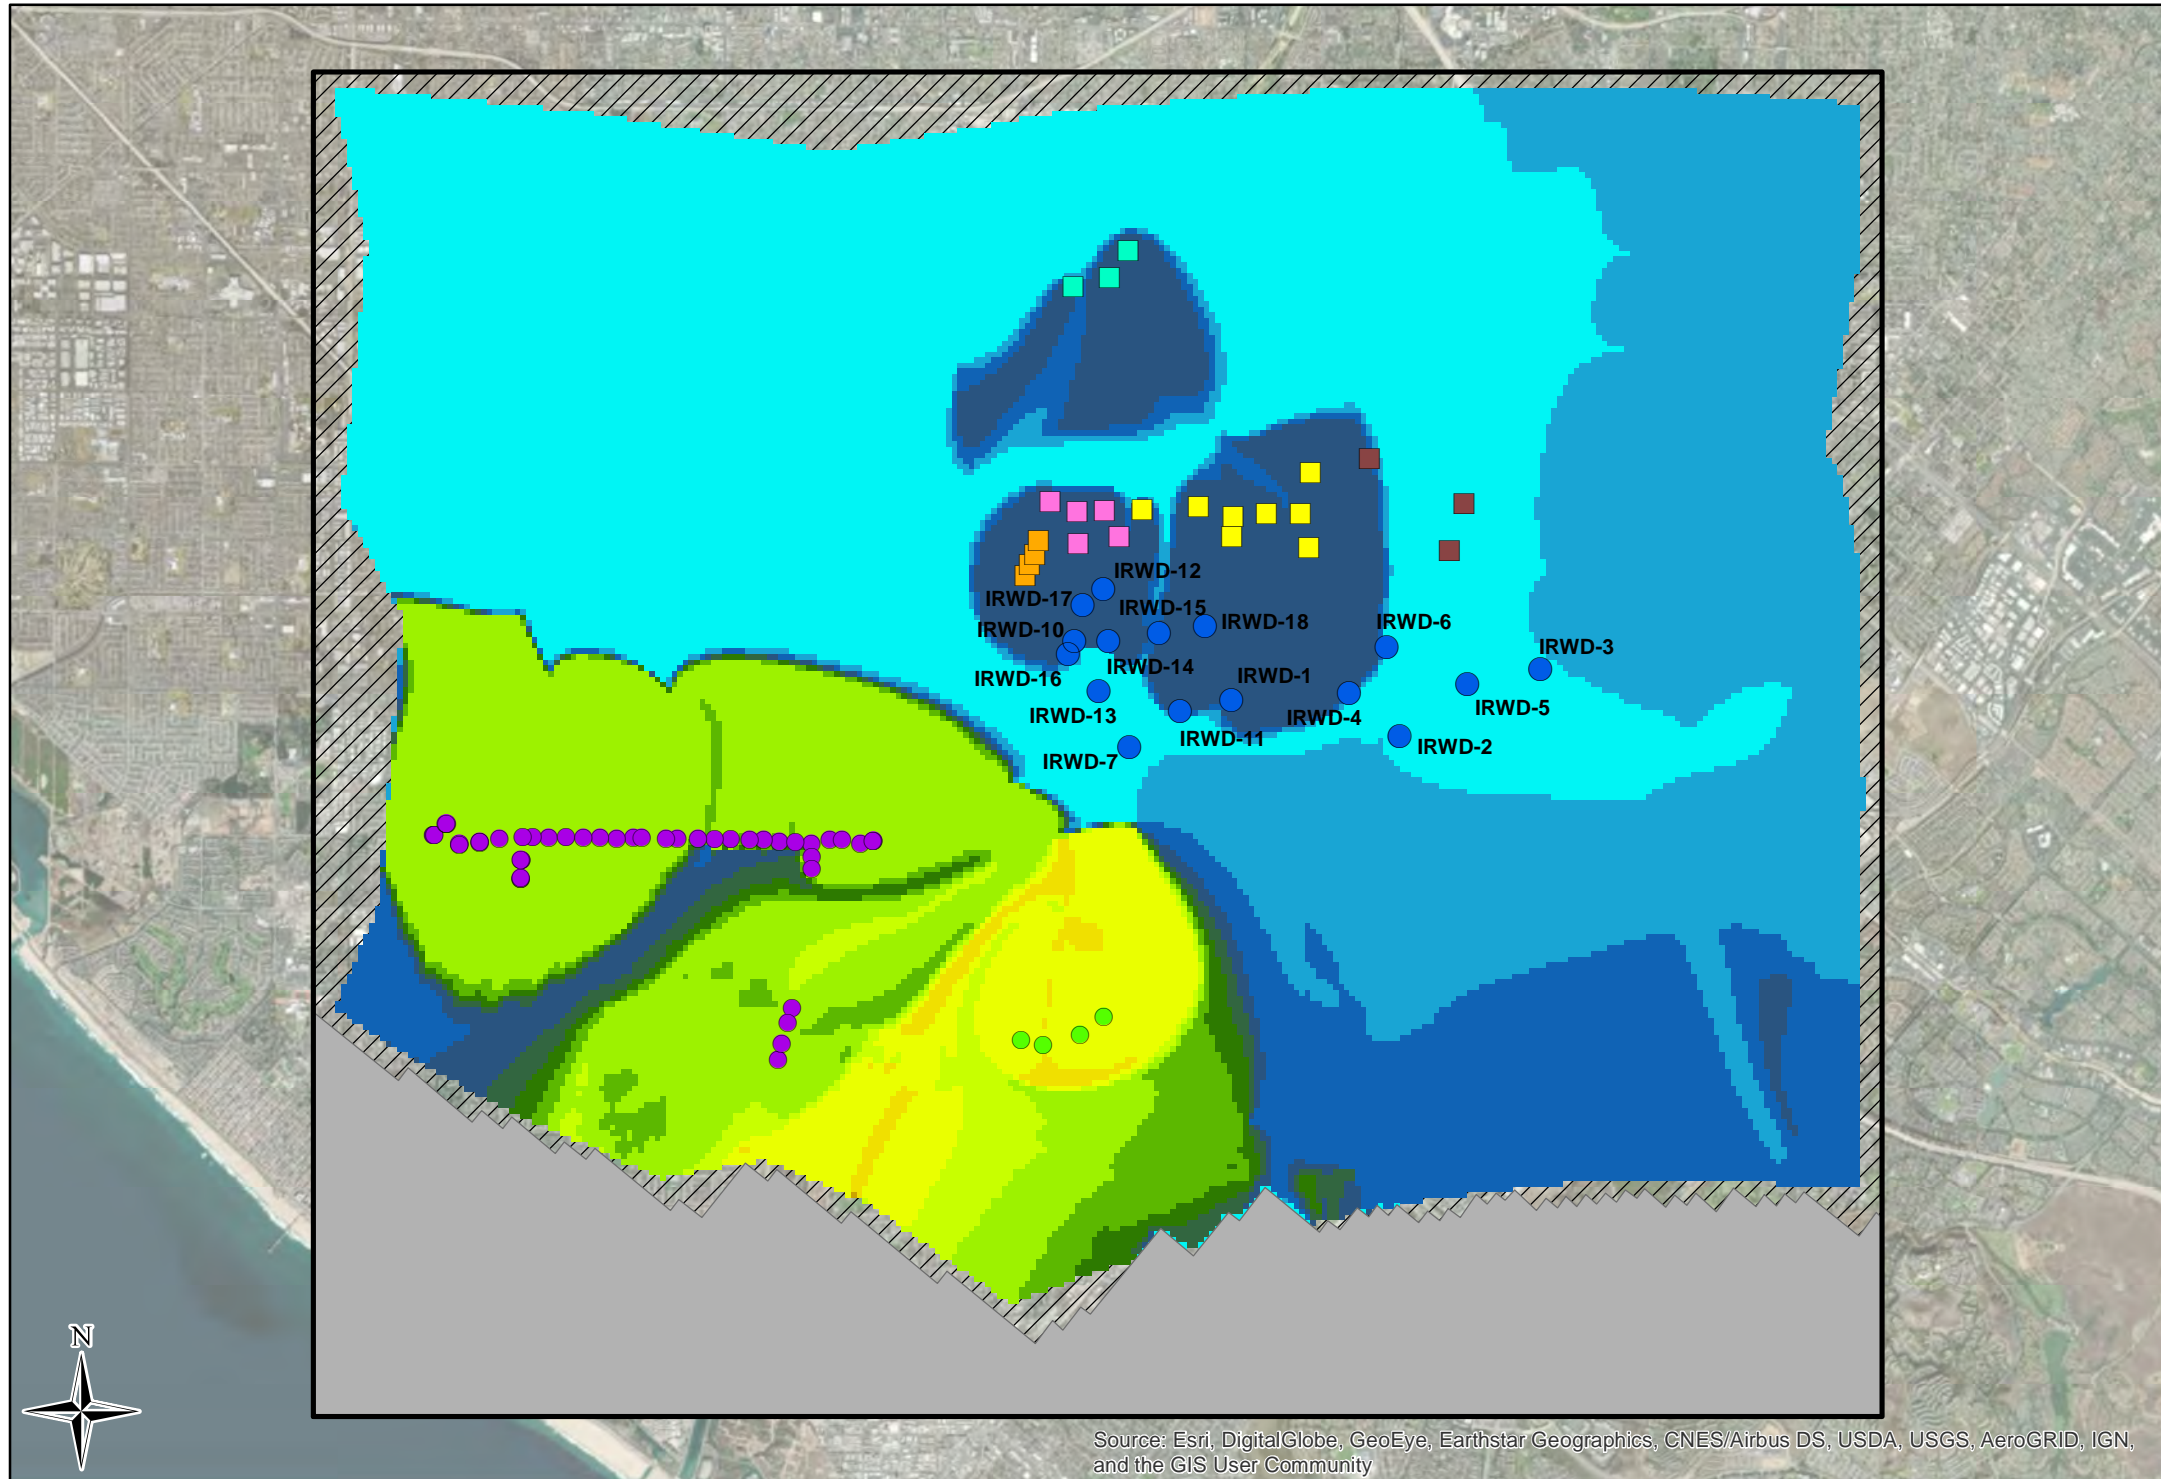 IRWD-12
IRWD-17
IRWD-15
IRWD-18
IRWD-10
IRWD-6
IRWD-3
IRWD-14
IRWD-16
IRWD-1
IRWD-5
IRWD-13
IRWD-4
IRWD-11
IRWD-2
IRWD-7
N
Source: Esri, DigitalGlobe, GeoEye, Earthstar Geographics, CNES/Airbus DS, USDA, USGS, AeroGRID, IGN,
and the GIS User Community